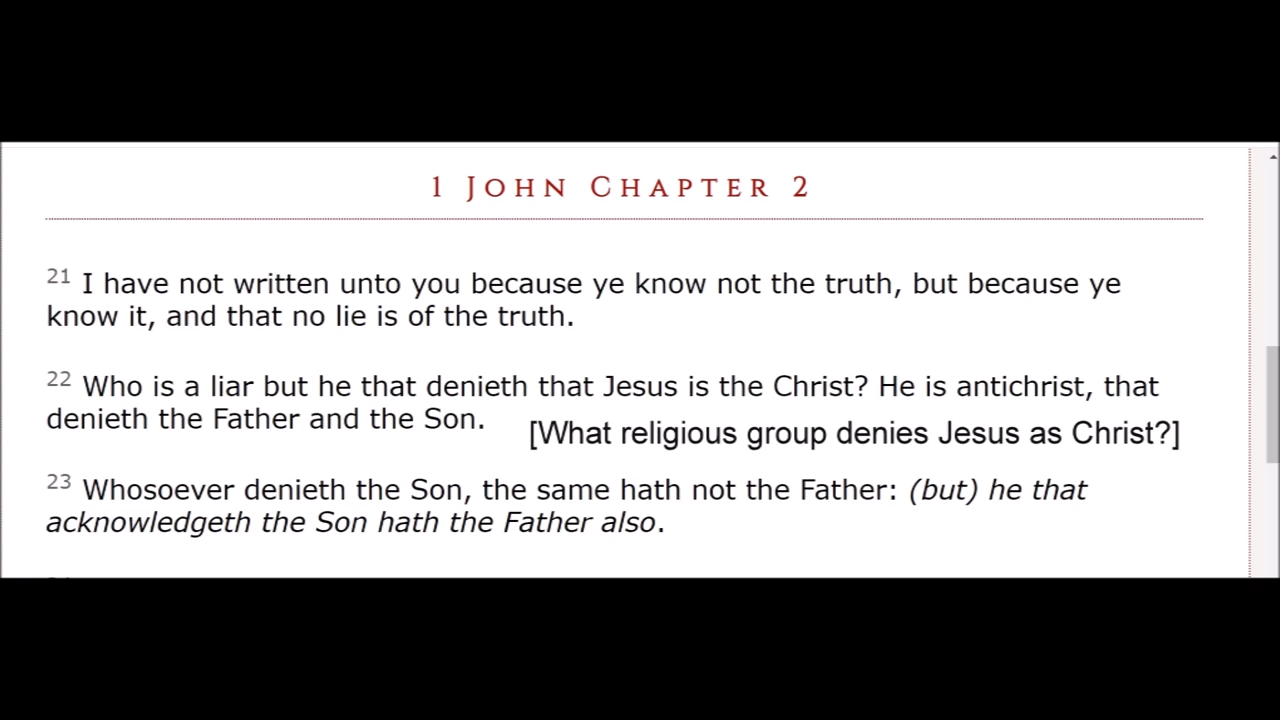 1 John Chapter 2
21 I have not written unto you because ye know not the truth, but because ye
know it, and that no lie is of the truth.
22 Who is a liar but he that denieth that Jesus is the Christ? He is antichrist, that
denieth the Father and the Son.
[What religious group denies Jesus as Christ?]
23 Whosoever denieth the Son, the same hath not the Father: (but) he that
acknowledgeth the Son hath the Father also.